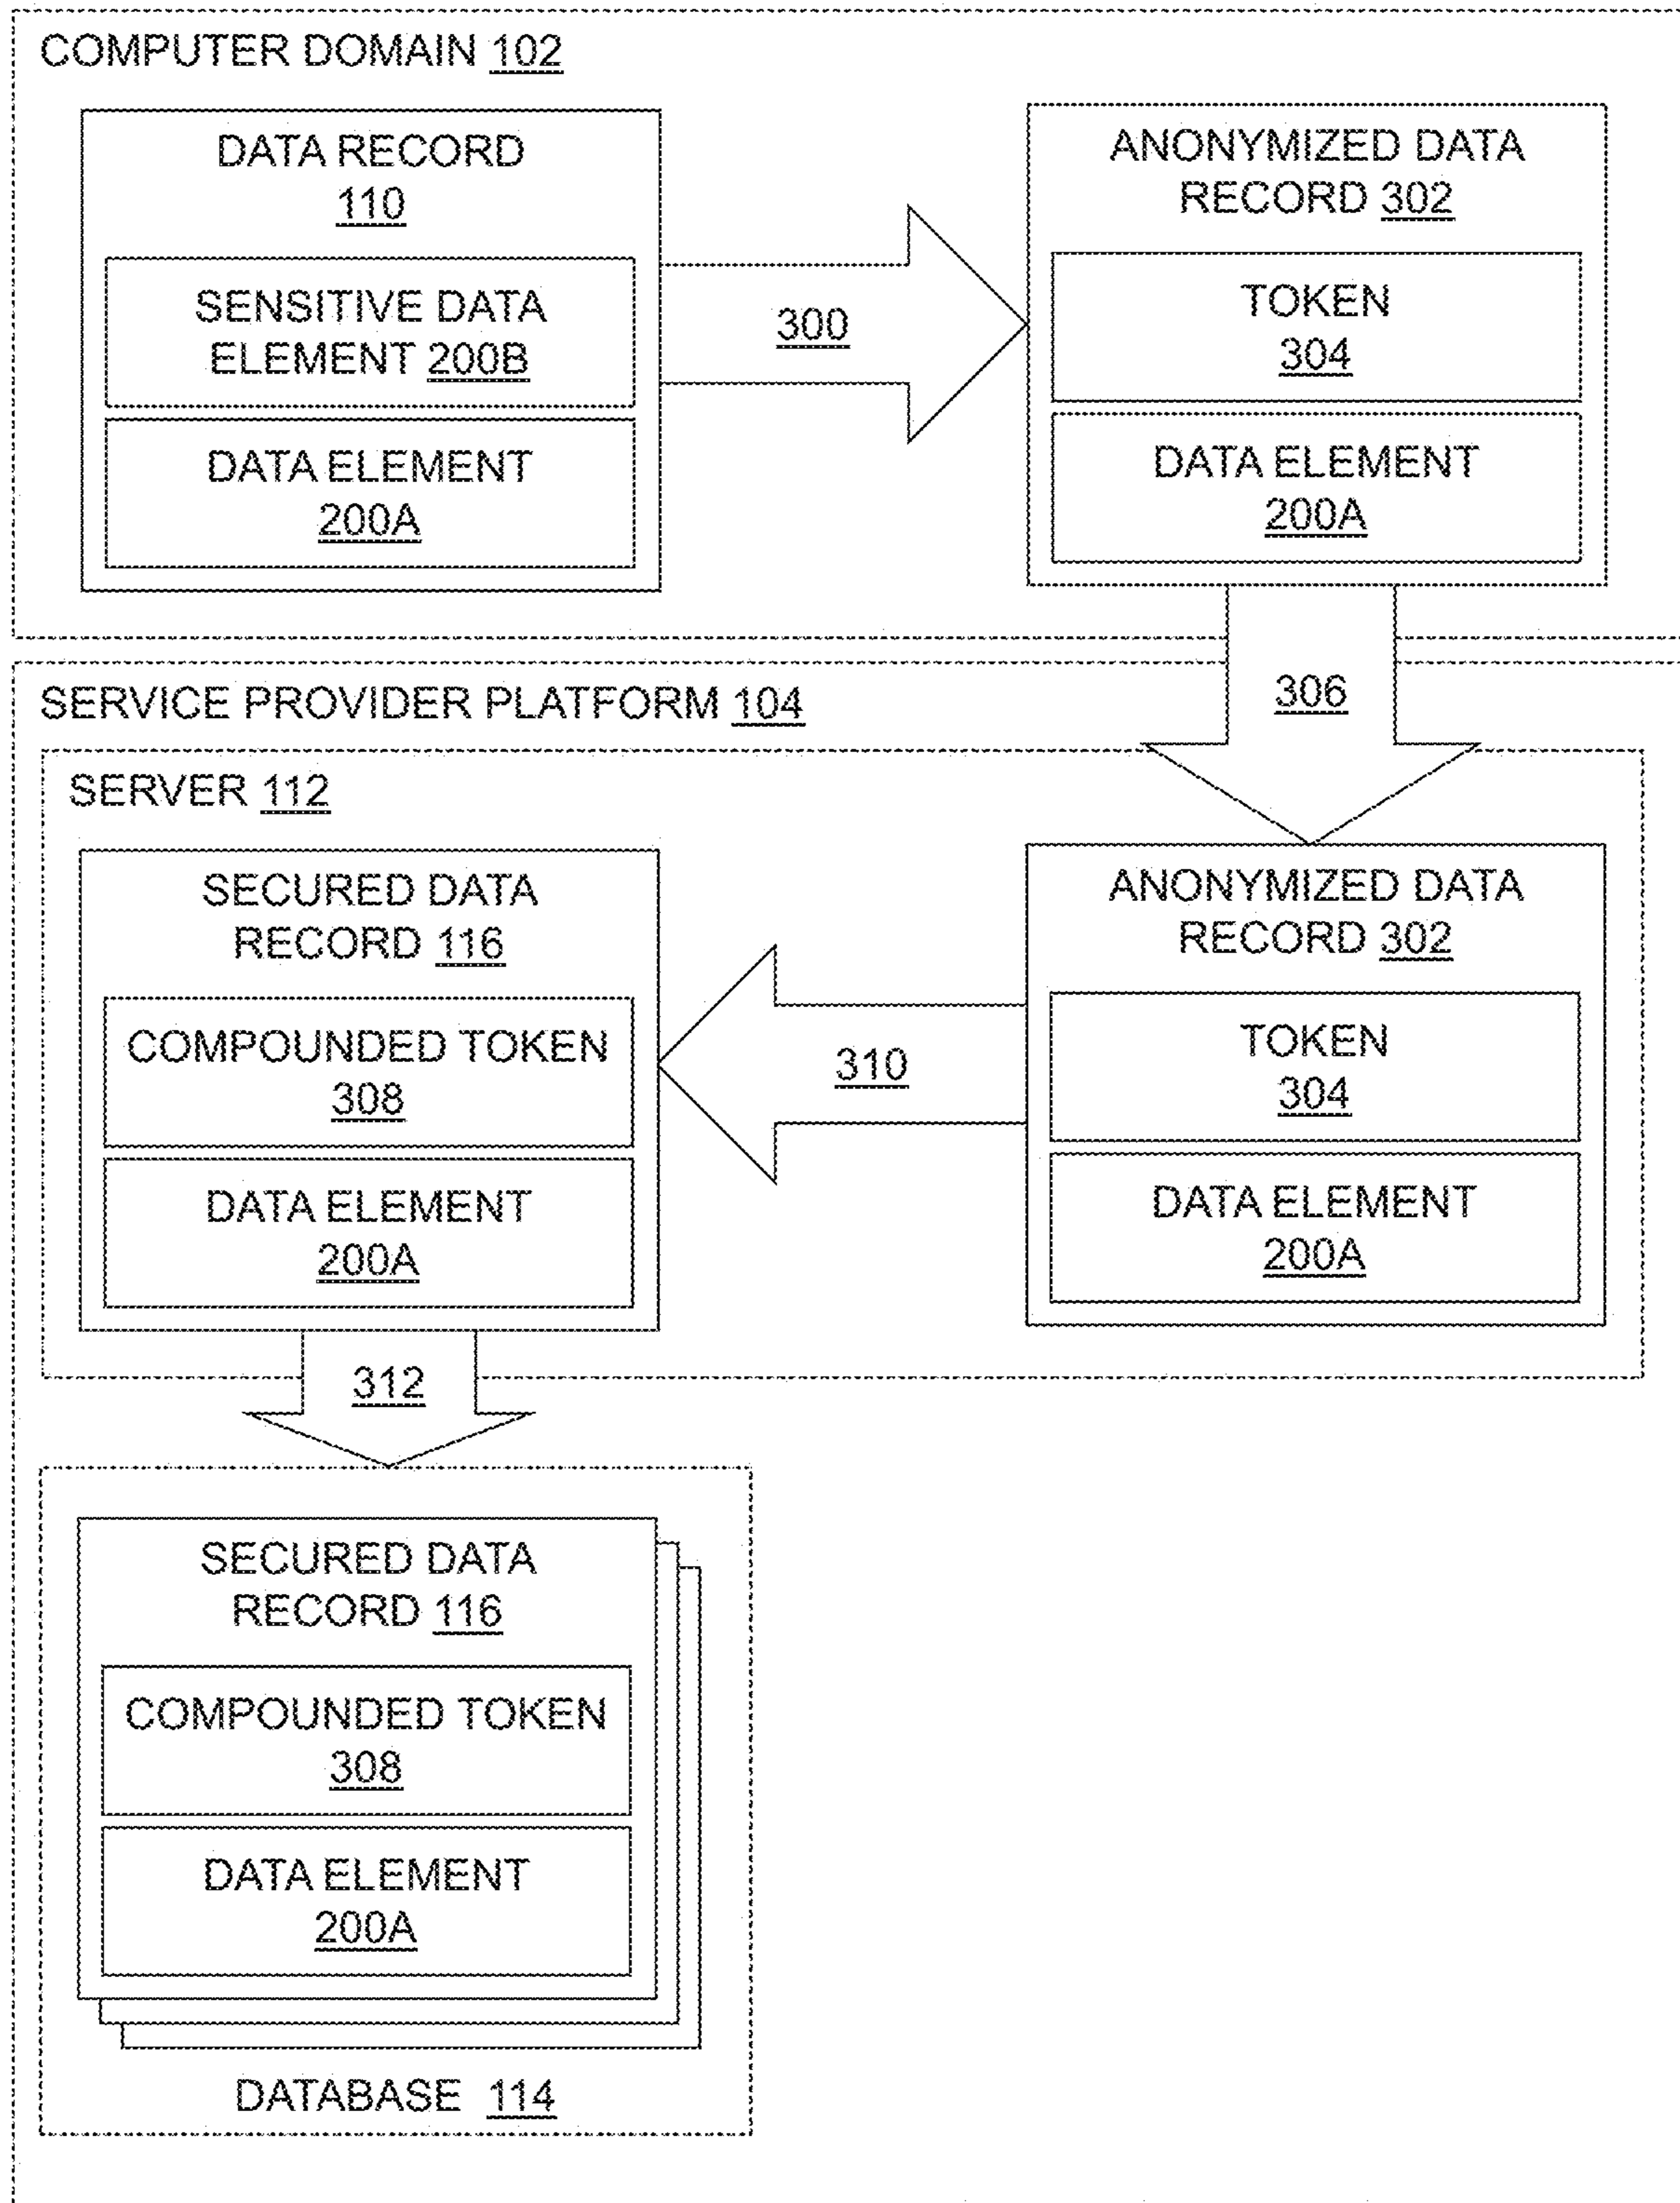 COMPUTER DOMAIN 102
DATA RECORD
110
SENSITIVE DATA
ELEMENT 200B
DATA ELEMENT
200A
300
ANONYMIZED DATA
RECORD 302
TOKEN
304
DATA ELEMENT
200A
306
SERVICE PROVIDER PLATFORM 104
SERVER 112
ANONYMIZED DATA
RECORD 302
TOKEN
304
DATA ELEMENT
200A
310
SECURED DATA
RECORD 116
COMPOUNDED TOKEN
308
DATA ELEMENT
200A
312
SECURED DATA
RECORD 116
COMPOUNDED TOKEN
308
DATA ELEMENT
200A
DATABASE 114